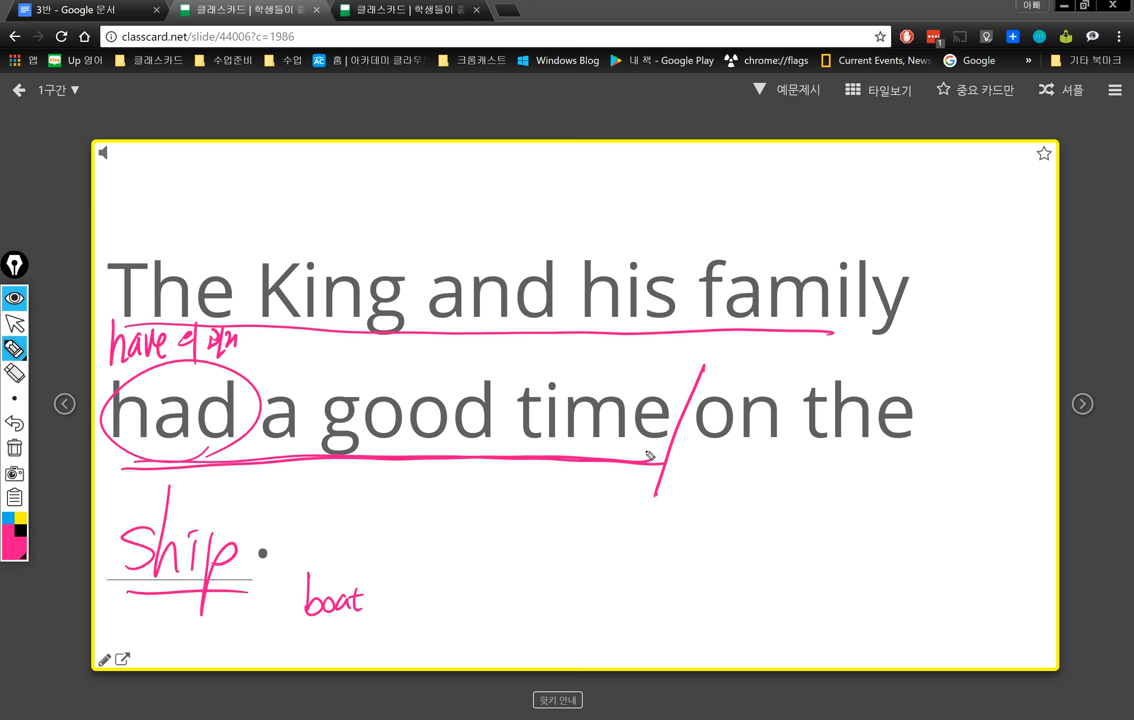 3반 - Google 문서
클래스카드 | 학생들이 클
클래스카드 | 학생들이 클
아빠
classcard.net/slide/44006?c=1986
앱 Up 영어 클래스카드 수업준비 수업 AC 홈 | 아카데미 클라우 크롬캐스트 Windows Blog 내 책 - Google Play chrome://flags Current Events, News Google » 기타 북마크
1구간 ▼
예문제시 타일보기 중요 카드만 셔플
The King and his family
have의
had a good time / on the
ship .
boat
핫키 안내